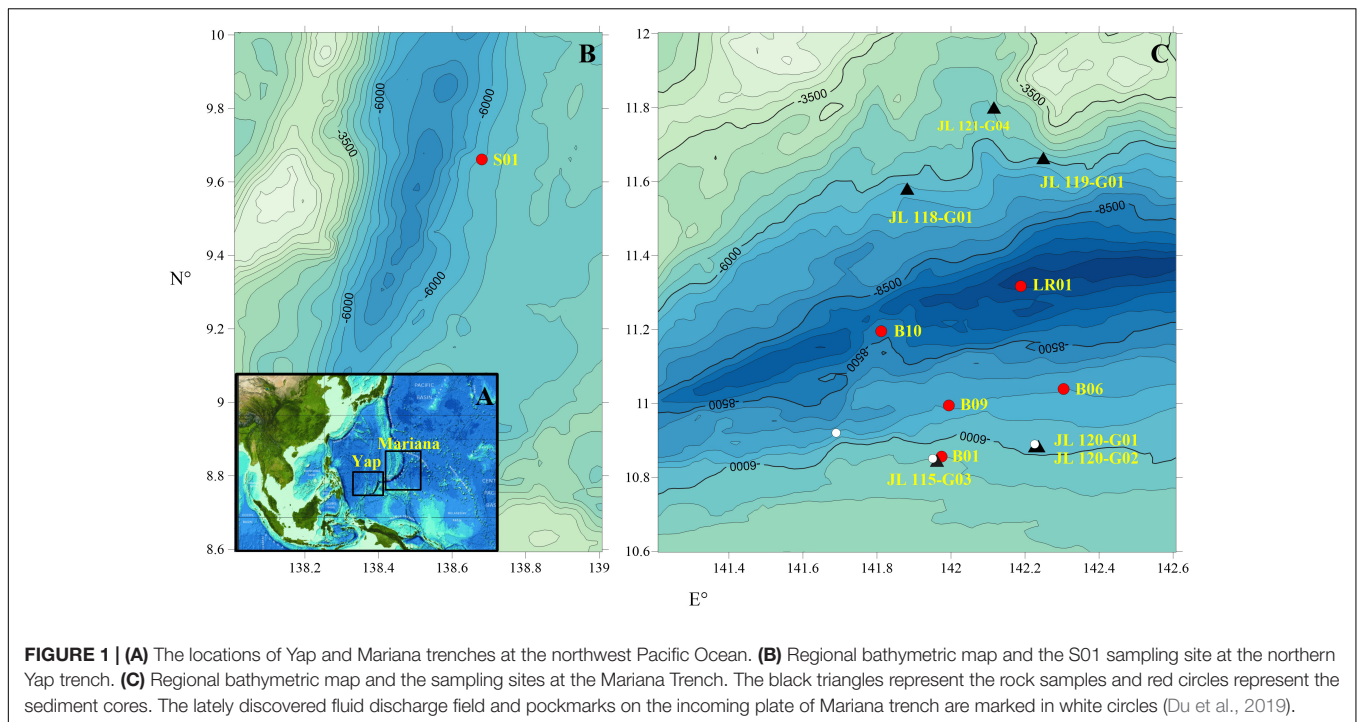 B
10
9.8
9.6
9.4
9.2
9
8.8
8.6
N°
138.2
138.4
138.6
138.8
139
-6000
-3500
-6000
-6000
-6000
S01
A
PACIFIC
BASIN
Mariana
Yap
C
12
11.8
11.6
11.4
11.2
11
10.8
10.6
141.4
141.6
141.8
142
142.2
142.4
142.6
E°
-3500
-3500
JL 121-G04
JL 119-G01
JL 118-G01
-8500
-6000
-8500
LR01
B10
-8500
-8500
-8500
B06
B09
-6000
JL 120-G01
JL 120-G02
B01
-6000
JL 115-G03
FIGURE 1 | (A) The locations of Yap and Mariana trenches at the northwest Pacific Ocean. (B) Regional bathymetric map and the S01 sampling site at the northern
Yap trench. (C) Regional bathymetric map and the sampling sites at the Mariana Trench. The black triangles represent the rock samples and red circles represent the
sediment cores. The lately discovered fluid discharge field and pockmarks on the incoming plate of Mariana trench are marked in white circles (Du et al., 2019).